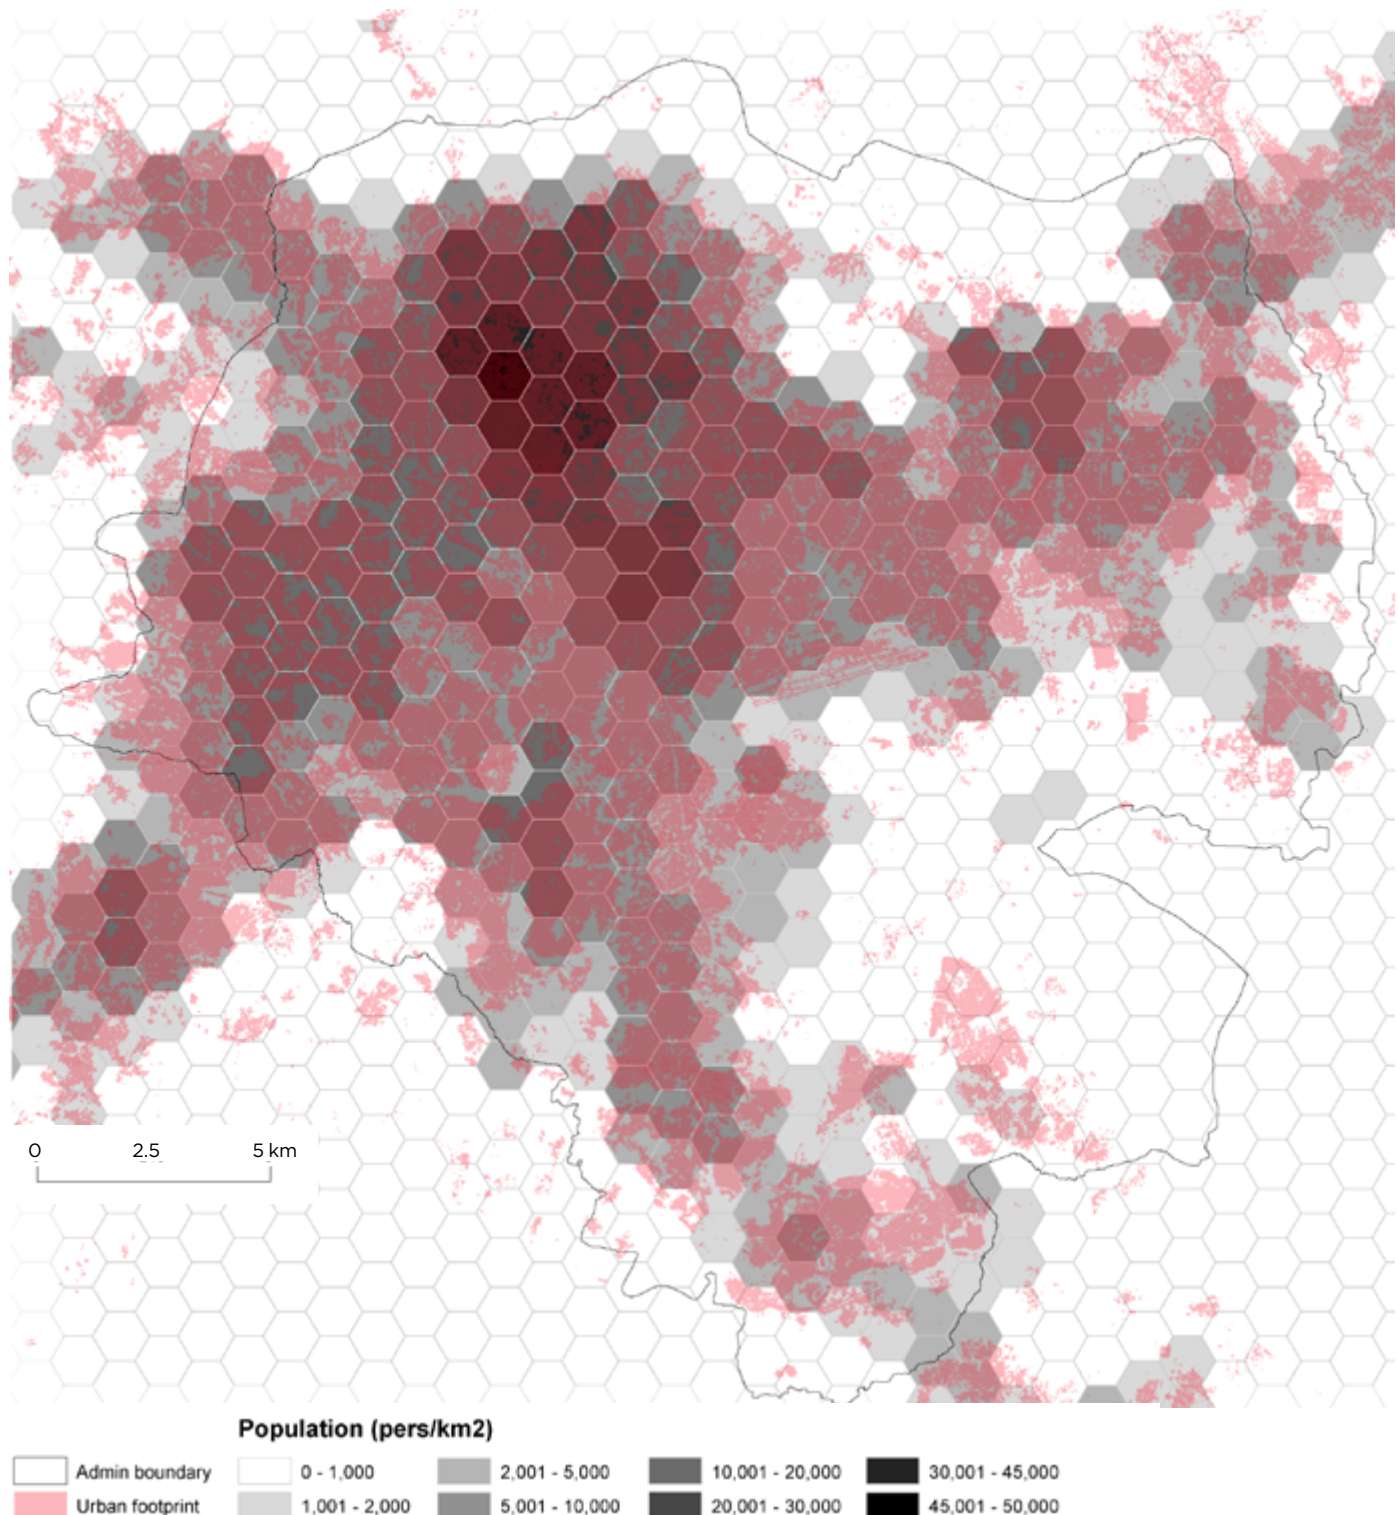 0 2.5 5 km
Population (pers/km2)
Admin boundary 0 - 1,000 2,001 - 5,000 10,001 - 20,000 30,001 - 45,000
Urban footprint 1,001 - 2,000 5,001 - 10,000 20,001 - 30,000 45,001 - 50,000